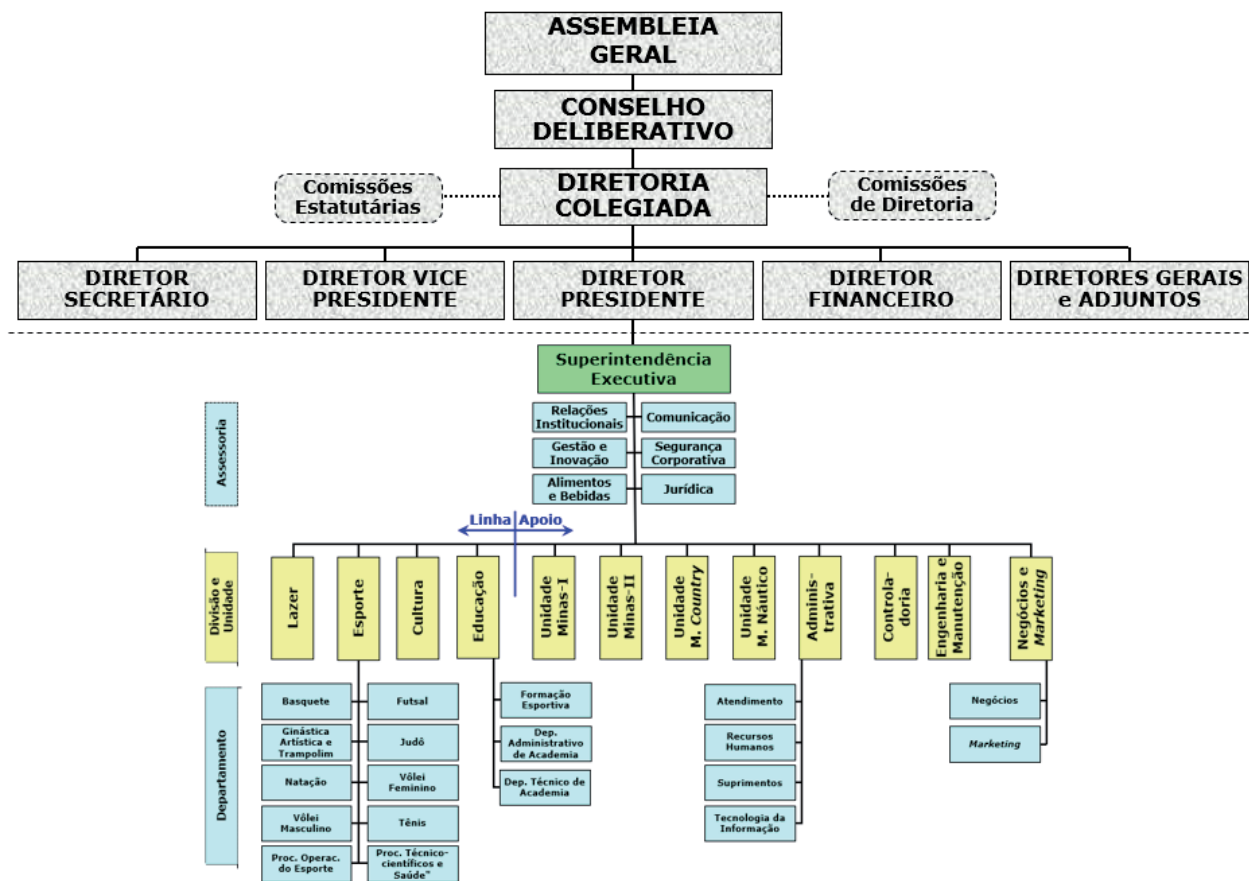 ASSEMBLEIA
GERAL
CONSELHO
DELIBERATIVO
Comissões
Estatutárias
DIRETORIA
COLEGIADA
Comissões
de Diretoria
DIRETOR
SECRETÁRIO
DIRETOR VICE
PRESIDENTE
DIRETOR
PRESIDENTE
DIRETOR
FINANCEIRO
DIRETORES GERAIS
e ADJUNTOS
Superintendência
Executiva
Assessoria
Relações
Institucionais
Comunicação
Gestão e
Inovação
Segurança
Corporativa
Alimentos
e Bebidas
Jurídica
Linha
Apoio
Divisão e
Unidade
Lazer
Esporte
Cultura
Educação
Unidade
Minas-I
Unidade
Minas-II
Unidade
M. Country
Unidade
M. Náutico
Adminis-
trativa
Controla-
doria
Engenharia e
Manutenção
Negócios e
Marketing
Departamento
Basquete
Futsal
Ginástica
Artística e
Trampolim
Judô
Natação
Vôlei
Feminino
Vôlei
Masculino
Tênis
Proc. Operac.
do Esporte
Proc. Técnico-
científicos e
Saúde"
Formação
Esportiva
Dep.
Administrativo
de Academia
Dep. Técnico de
Academia
Atendimento
Recursos
Humanos
Suprimentos
Tecnologia da
Informação
Negócios
Marketing